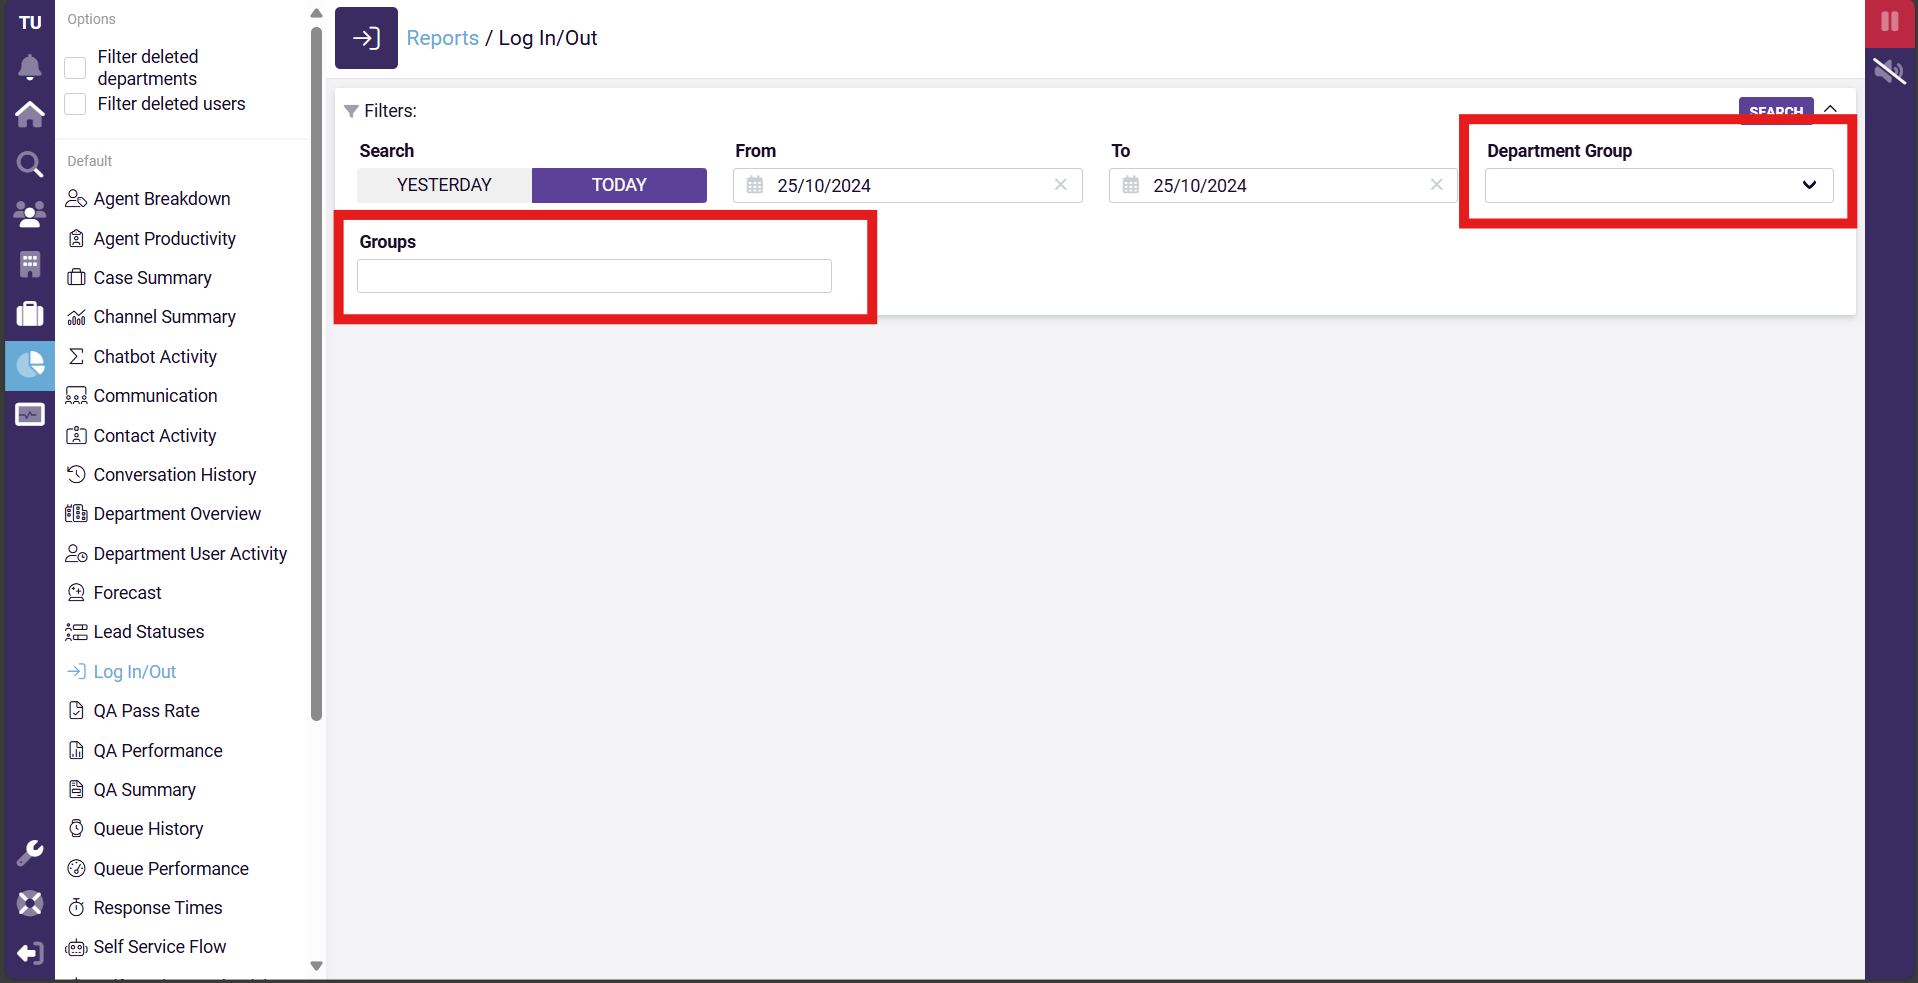 TU
Options
Filter deleted
departments
Filter deleted users
Default
Agent Breakdown
Agent Productivity
Case Summary
Channel Summary
Chatbot Activity
Communication
Contact Activity
Conversation History
Department Overview
Department User Activity
Forecast
Lead Statuses
Log In/Out
QA Pass Rate
QA Performance
QA Summary
Queue History
Queue Performance
Response Times
Self Service Flow
Reports / Log In/Out
Filters:
SEARCH
Search
From
To
Department Group
YESTERDAY
TODAY
25/10/2024
25/10/2024
Groups